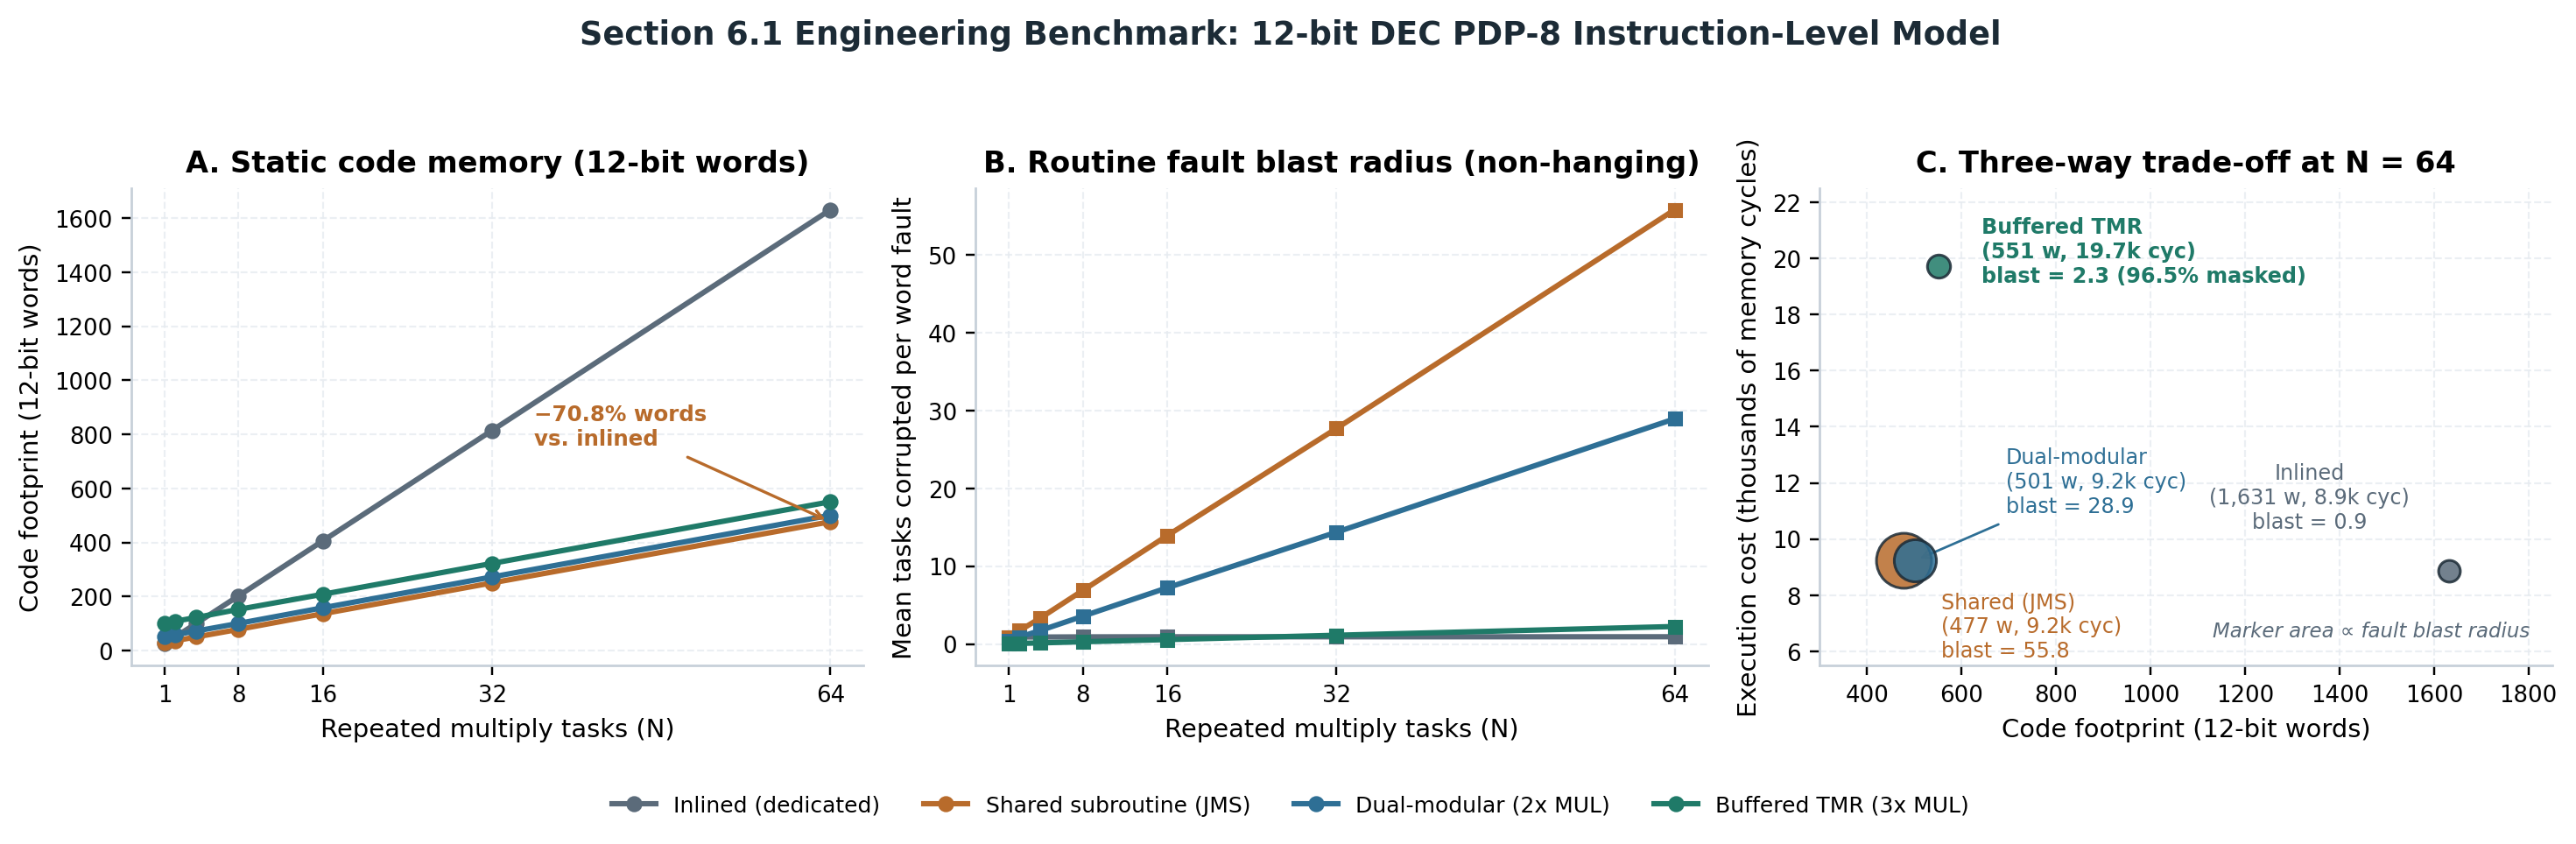 Section 6.1 Engineering Benchmark: 12-bit DEC PDP-8 Instruction-Level Model
A. Static code memory (12-bit words)
Code footprint (12-bit words)
1600
1400
1200
1000
800
600
400
200
0
−70.8% words
vs. inlined
1
8
16
32
64
Repeated multiply tasks (N)
B. Routine fault blast radius (non-hanging)
Mean tasks corrupted per word fault
50
40
30
20
10
0
1
8
16
32
64
Repeated multiply tasks (N)
C. Three-way trade-off at N = 64
Execution cost (thousands of memory cycles)
22
20
18
16
14
12
10
8
6
Buffered TMR
(551 w, 19.7k cyc)
blast = 2.3 (96.5% masked)
Dual-modular
(501 w, 9.2k cyc)
blast = 28.9
Inlined
(1,631 w, 8.9k cyc)
blast = 0.9
Shared (JMS)
(477 w, 9.2k cyc)
blast = 55.8
Marker area ∝ fault blast radius
400
600
800
1000
1200
1400
1600
1800
Code footprint (12-bit words)
Inlined (dedicated)
Shared subroutine (JMS)
Dual-modular (2x MUL)
Buffered TMR (3x MUL)